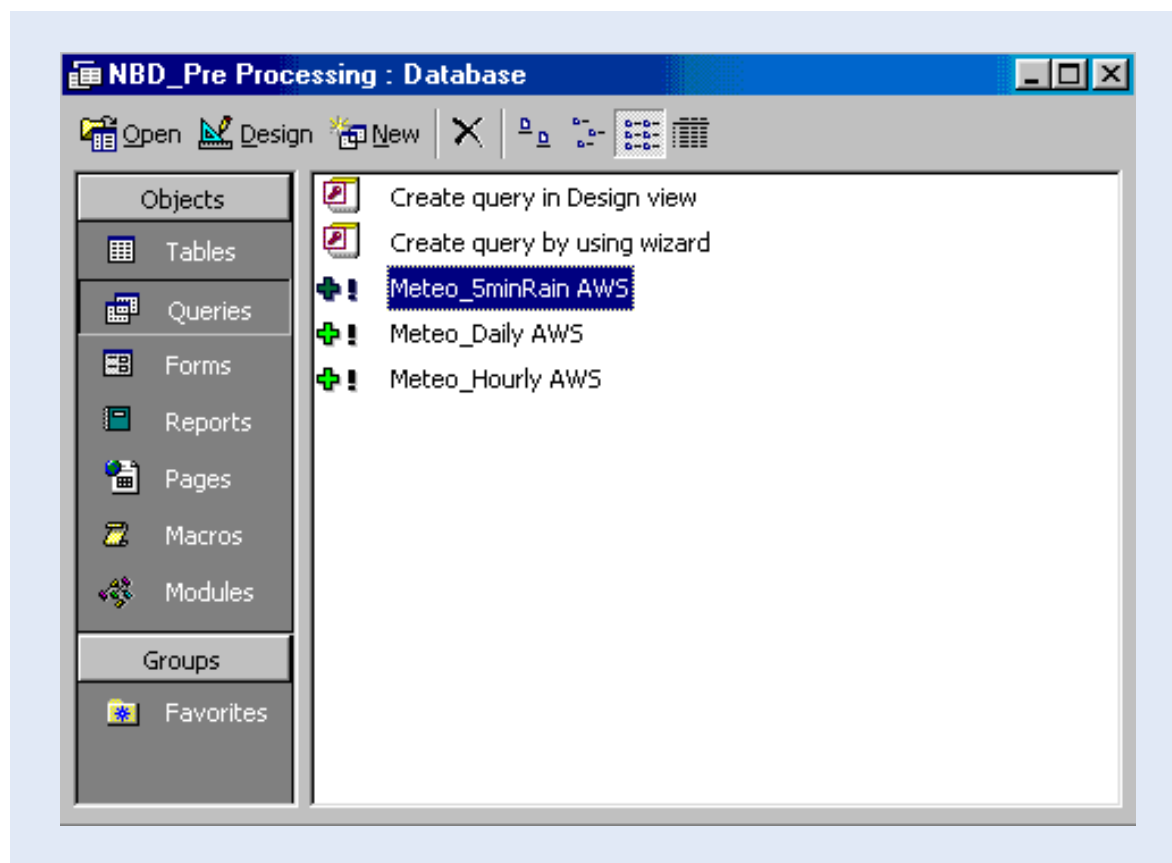 NBD_Pre Processing : Database
Open Design New
Objects
Tables
Queries
Forms
Reports
Pages
Macros
Modules
Groups
Favorites
Create query in Design view
Create query by using wizard
Meteo_5minRain AWS
Meteo_Daily AWS
Meteo_Hourly AWS